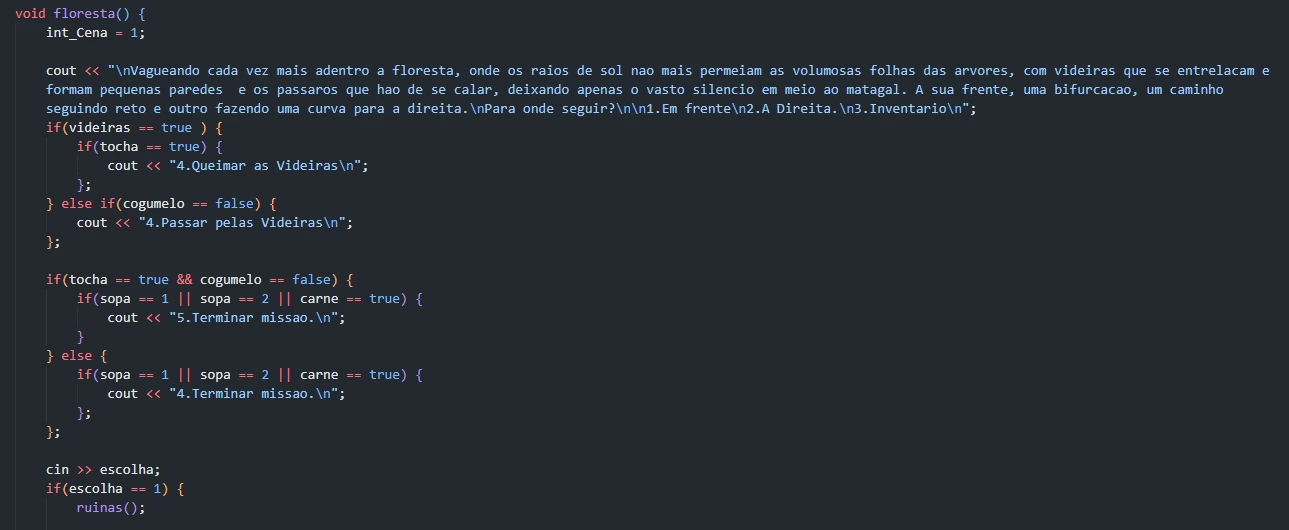 void floresta() {
    int_Cena = 1;

    cout << "\nVagueando cada vez mais adentro a floresta, onde os raios de sol nao mais permeiam as volumosas folhas das arvores, com videiras que se entrelacam e
    formam pequenas paredes  e os passaros que hao de se calar, deixando apenas o vasto silencio em meio ao matagal. A sua frente, uma bifurcacao, um caminho
    seguindo reto e outro fazendo uma curva para a direita.\nPara onde seguir?\n\n1.Em frente\n2.A Direita.\n3.Inventario\n";
    if(videiras == true ) {
        if(tocha == true) {
            cout << "4.Queimar as Videiras\n";
        };
    } else if(cogumelo == false) {
        cout << "4.Passar pelas Videiras\n";
    };

    if(tocha == true && cogumelo == false) {
        if(sopa == 1 || sopa == 2 || carne == true) {
            cout << "5.Terminar missao.\n";
        }
    } else {
        if(sopa == 1 || sopa == 2 || carne == true) {
            cout << "4.Terminar missao.\n";
        };
    };

    cin >> escolha;
    if(escolha == 1) {
        ruinas();